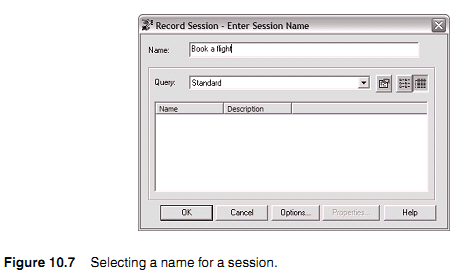 Record Session - Enter Session Name
Name: Book a flight
Query: Standard
Name Description
OK Cancel Options... Properties... Help
Figure 10.7 Selecting a name for a session.